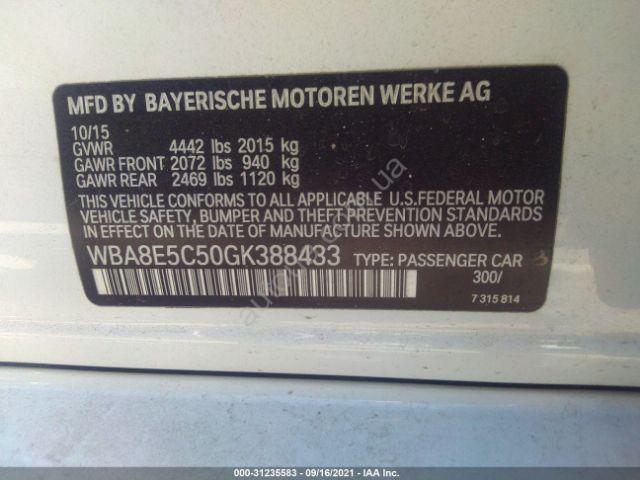 MFD BY BAYERISCHE MOTOREN WERKE AG
10/15
GVWR 4442 lbs 2015 kg
GAWR FRONT 2072 lbs 940 kg
GAWR REAR 2469 lbs 1120 kg
THIS VEHICLE CONFORMS TO ALL APPLICABLE U.S.FEDERAL MOTOR
VEHICLE SAFETY, BUMPER AND THEFT PREVENTION STANDARDS IN
EFFECT ON THE DATE OF MANUFACTURE SHOWN ABOVE.
WBA8E5C50GK388433 TYPE: PASSENGER CAR
300/
7 315 814
000-31235583 - 09/16/2021 - IAA Inc.